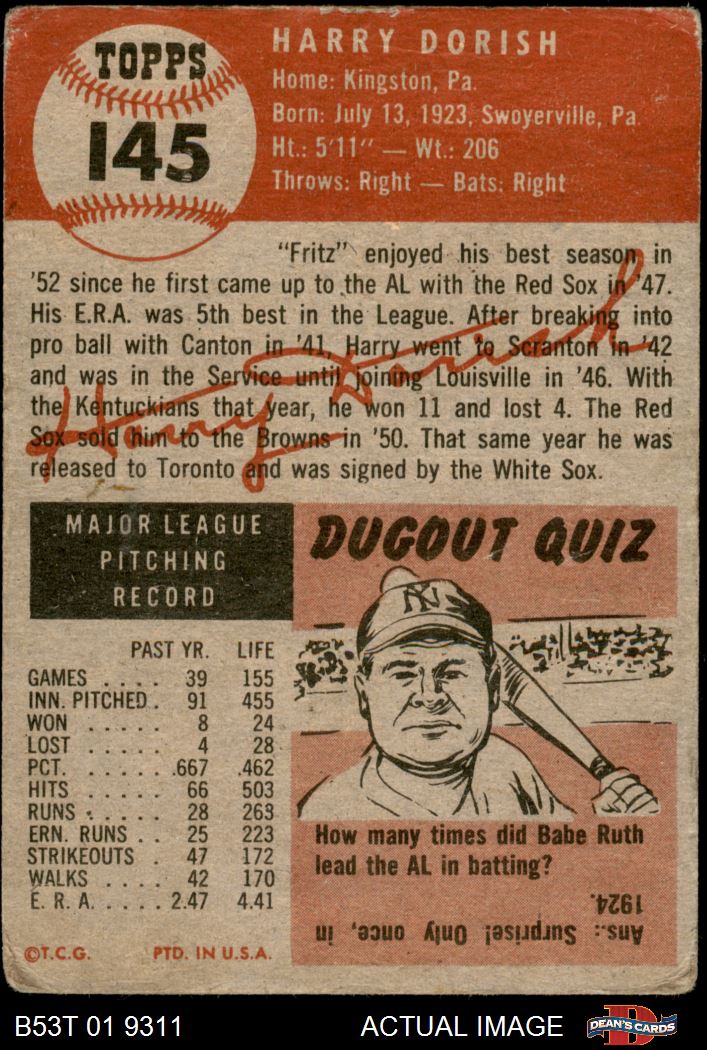 TOPPS
145
HARRY DORISH
Home: Kingston, Pa.
Born: July 13, 1923, Swoyerville, Pa.
Ht.: 5'11" — Wt.: 206
Throws: Right — Bats: Right
"Fritz" enjoyed his best season in
'52 since he first came up to the AL with the Red Sox in '47.
His E.R.A. was 5th best in the League. After breaking into
pro ball with Canton in '41, Harry went to Scranton in '42
and was in the Service until joining Louisville in '46. With
the Kentuckians that year, he won 11 and lost 4. The Red
Sox sold him to the Browns in '50. That same year he was
released to Toronto and was signed by the White Sox.
Harry Dorish
MAJOR LEAGUE
PITCHING
RECORD
PAST YR. LIFE
GAMES . . . . 39 155
INN. PITCHED . 91 455
WON . . . . . 8 24
LOST . . . . . 4 28
PCT. . . . . . .667 .462
HITS . . . . . 66 503
RUNS . . . . . 28 263
ERN. RUNS . . 25 223
STRIKEOUTS . 47 172
WALKS . . . . 42 170
E. R. A. . . . . 2.47 4.41
©T.C.G. PTD. IN U.S.A.
DUGOUT QUIZ
NY
How many times did Babe Ruth
lead the AL in batting?
Ans.: Surprise! Only once, in
1924.
B53T 01 9311
ACTUAL IMAGE
D
DEAN'S CARDS